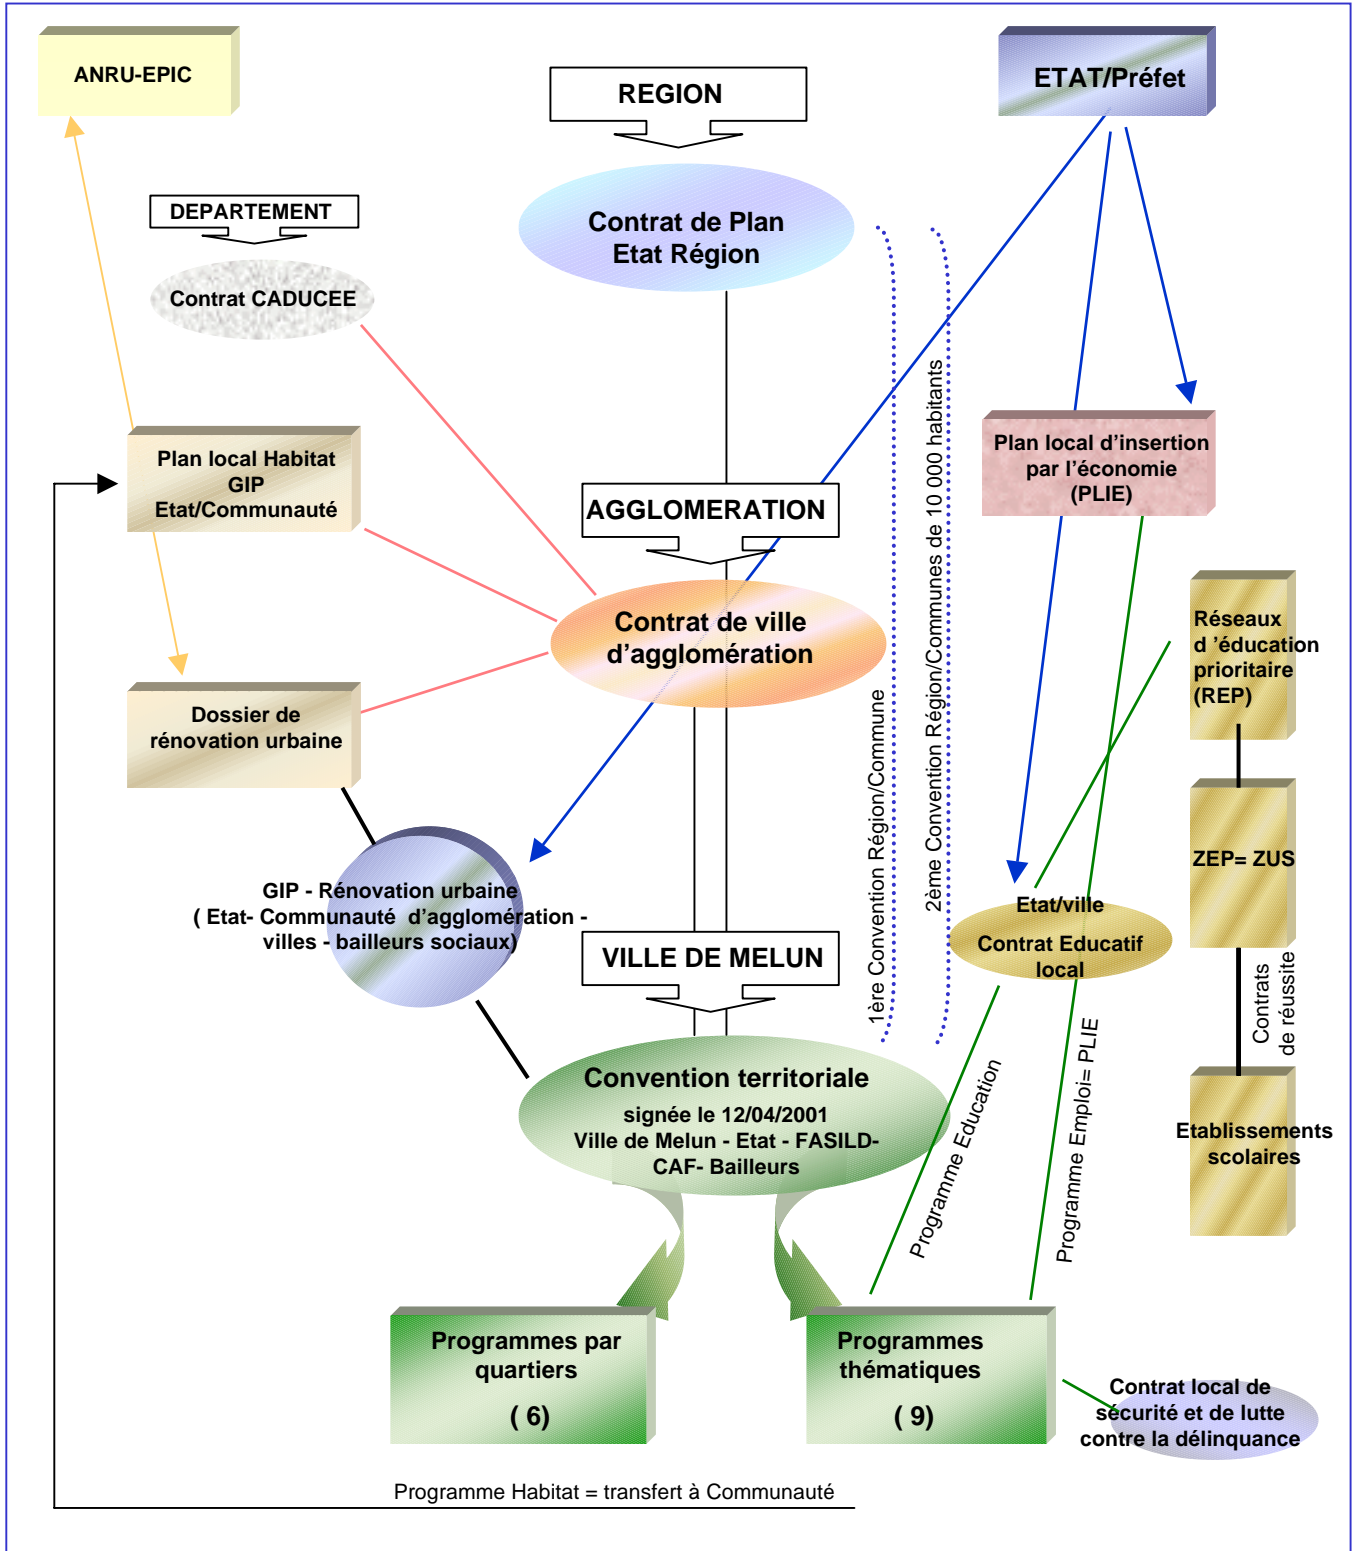 ANRU-EPIC
REGION
ETAT/Préfet
DEPARTEMENT
Contrat de Plan
Etat Région
Contrat CADUCEE
Plan local Habitat
GIP
Etat/Communauté
AGGLOMERATION
Plan local d'insertion
par l'économie
(PLIE)
Contrat de ville
d'agglomération
1ère Convention Région/Commune
2ème Convention Région/Communes de 10 000 habitants
Réseaux
d 'éducation
prioritaire
(REP)
Dossier de
rénovation urbaine
ZEP= ZUS
GIP - Rénovation urbaine
( Etat- Communauté d'agglomération -
villes - bailleurs sociaux)
Etat/ville
Contrat Educatif
local
VILLE DE MELUN
Contrats
de réussite
Convention territoriale
signée le 12/04/2001
Ville de Melun - Etat - FASILD-
CAF- Bailleurs
Programme Education
Programme Emploi= PLIE
Etablissements
scolaires
Programmes par
quartiers
( 6)
Programmes
thématiques
( 9)
Contrat local de
sécurité et de lutte
contre la délinquance
Programme Habitat = transfert à Communauté